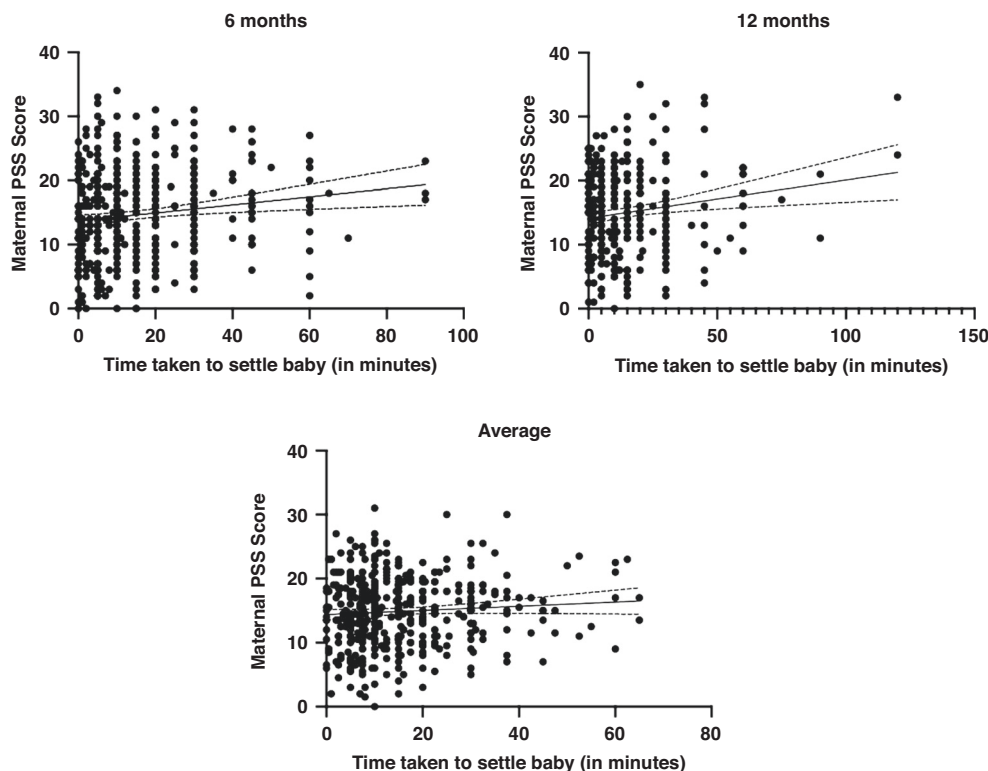 6 months
40
30
20
10
0
Maternal PSS Score
0 20 40 60 80 100
Time taken to settle baby (in minutes)
12 months
40
30
20
10
0
Maternal PSS Score
0 50 100 150
Time taken to settle baby (in minutes)
Average
40
30
20
10
0
Maternal PSS Score
0 20 40 60 80
Time taken to settle baby (in minutes)